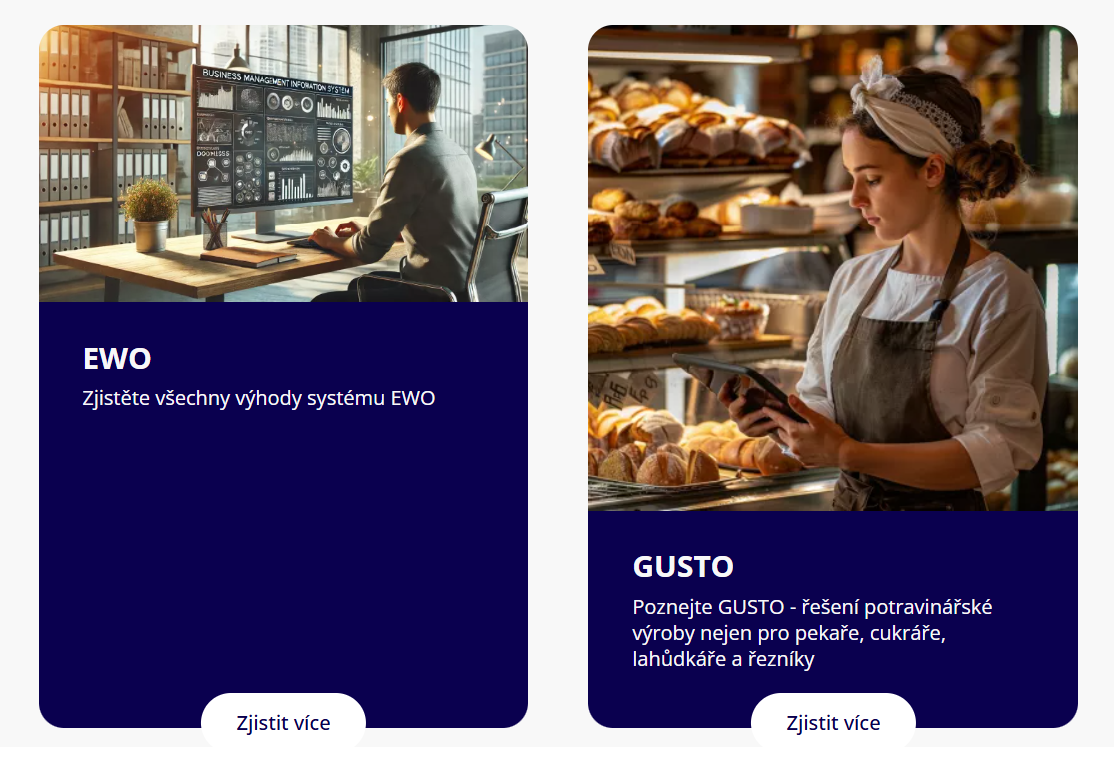 BUSINESS MANAGEMENT INFORMATION SYSTEM
EWO
Zjistěte všechny výhody systému EWO
Zjistit více
GUSTO
Poznejte GUSTO - řešení potravinářské
výroby nejen pro pekaře, cukráře,
lahůdkáře a řezníky
Zjistit více